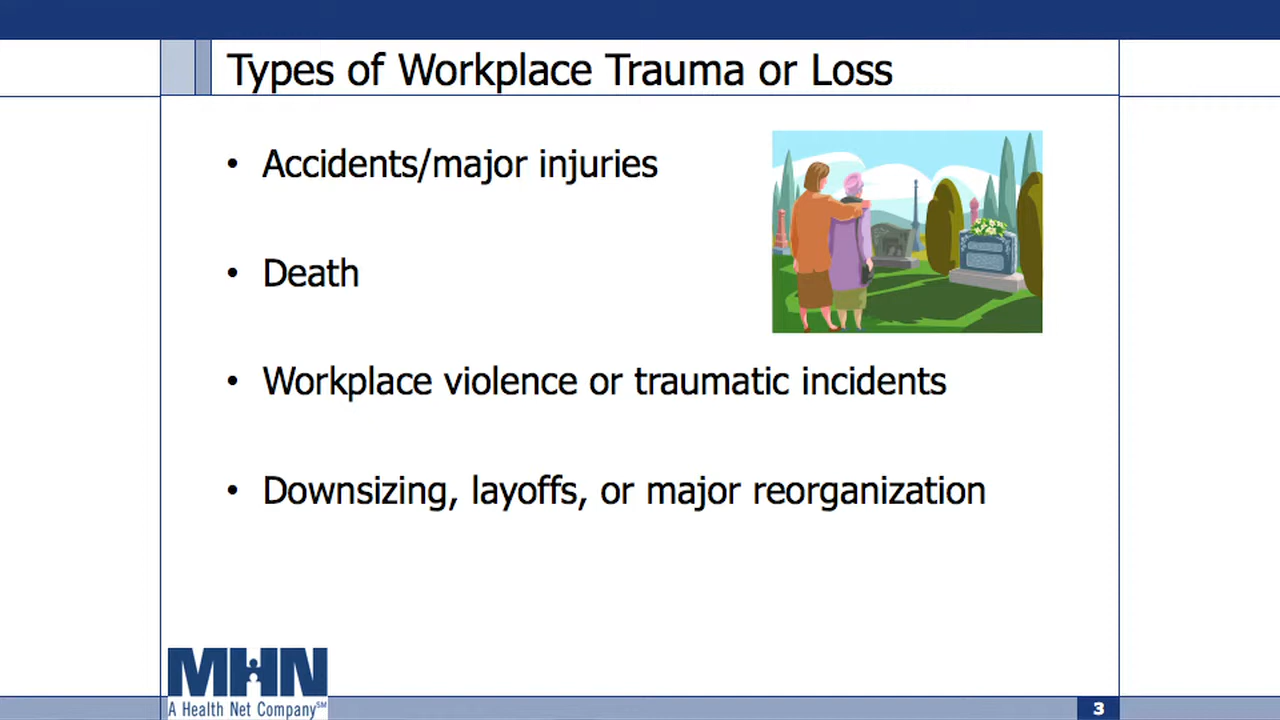 Types of Workplace Trauma or Loss
• Accidents/major injuries
• Death
• Workplace violence or traumatic incidents
• Downsizing, layoffs, or major reorganization
MHN
A Health Net Company℠
3